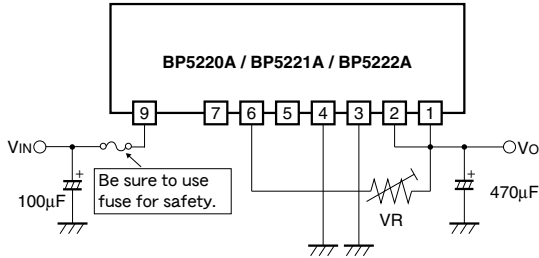 BP5220A / BP5221A / BP5222A
9 7 6 5 4 3 2 1
VIN
+
Be sure to use
fuse for safety.
100μF
VR
VO
+
470μF